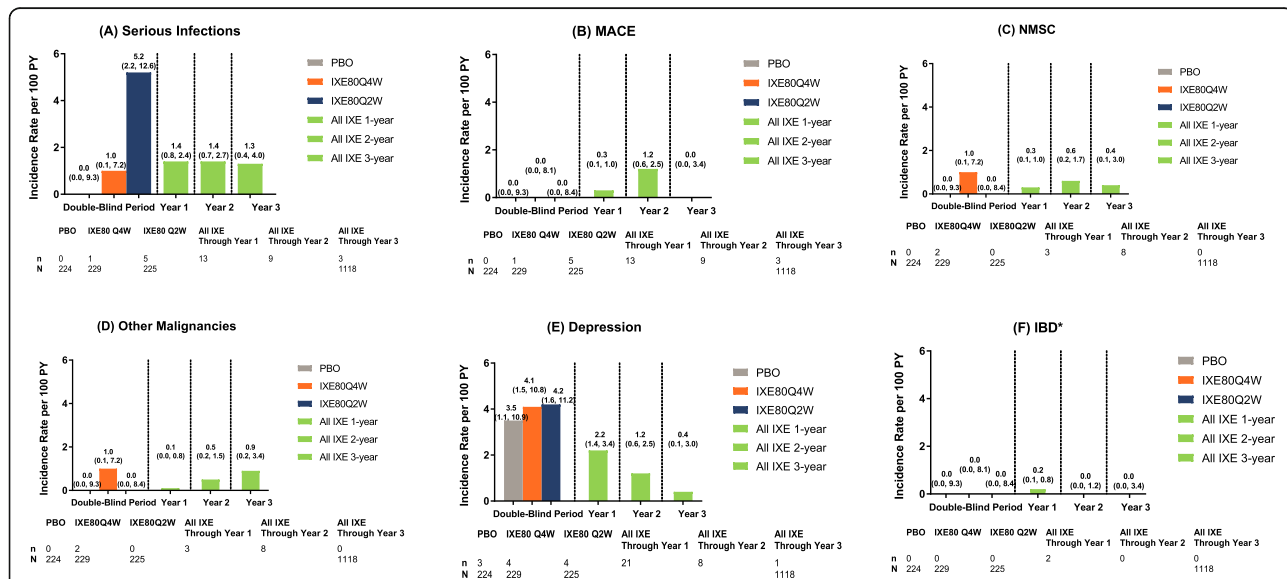 (A) Serious Infections
Incidence Rate per 100 PY
6
4
2
0
0.0
(0.0, 9.3)
1.0
(0.1, 7.2)
5.2
(2.2, 12.6)
1.4
(0.8, 2.4)
1.4
(0.7, 2.7)
1.3
(0.4, 4.0)
Double-Blind Period Year 1 Year 2 Year 3
PBO
IXE80Q4W
IXE80Q2W
All IXE 1-year
All IXE 2-year
All IXE 3-year
PBO IXE80 Q4W IXE80 Q2W All IXE Through Year 1 All IXE Through Year 2 All IXE Through Year 3
n 0 1 5 13 9 3
N 224 229 225 1118
(B) MACE
Incidence Rate per 100 PY
6
4
2
0
0.0
(0.0, 9.3)
0.0
(0.0, 8.1)
0.0
(0.0, 8.4)
0.3
(0.1, 1.0)
1.2
(0.6, 2.5)
0.0
(0.0, 3.4)
Double-Blind Period Year 1 Year 2 Year 3
PBO
IXE80Q4W
IXE80Q2W
All IXE 1-year
All IXE 2-year
All IXE 3-year
PBO IXE80 Q4W IXE80 Q2W All IXE Through Year 1 All IXE Through Year 2 All IXE Through Year 3
n 0 1 5 13 9 3
N 224 229 225 1118
(C) NMSC
Incidence Rate per 100 PY
6
4
2
0
0.0
(0.0, 9.3)
1.0
(0.1, 7.2)
0.0
(0.0, 8.4)
0.3
(0.1, 1.0)
0.6
(0.2, 1.7)
0.4
(0.1, 3.0)
Double-Blind Period Year 1 Year 2 Year 3
PBO
IXE80Q4W
IXE80Q2W
All IXE 1-year
All IXE 2-year
All IXE 3-year
PBO IXE80Q4W IXE80Q2W All IXE Through Year 1 All IXE Through Year 2 All IXE Through Year 3
n 0 2 0 3 8 0
N 224 229 225 1118
(D) Other Malignancies
Incidence Rate per 100 PY
6
4
2
0
0.0
(0.0, 9.3)
1.0
(0.1, 7.2)
0.0
(0.0, 8.4)
0.1
(0.0, 0.8)
0.5
(0.2, 1.5)
0.9
(0.2, 3.4)
Double-Blind Period Year 1 Year 2 Year 3
PBO
IXE80Q4W
IXE80Q2W
All IXE 1-year
All IXE 2-year
All IXE 3-year
PBO IXE80Q4W IXE80Q2W All IXE Through Year 1 All IXE Through Year 2 All IXE Through Year 3
n 0 2 0 3 8 0
N 224 229 225 1118
(E) Depression
Incidence Rate per 100 PY
6
4
2
0
3.5
(1.1, 10.9)
4.1
(1.5, 10.8)
4.2
(1.6, 11.2)
2.2
(1.4, 3.4)
1.2
(0.6, 2.5)
0.4
(0.1, 3.0)
Double-Blind Period Year 1 Year 2 Year 3
PBO
IXE80Q4W
IXE80Q2W
All IXE 1-year
All IXE 2-year
All IXE 3-year
PBO IXE80 Q4W IXE80 Q2W All IXE Through Year 1 All IXE Through Year 2 All IXE Through Year 3
n 3 4 4 21 8 1
N 224 229 225 1118
(F) IBD*
Incidence Rate per 100 PY
6
4
2
0
0.0
(0.0, 9.3)
0.0
(0.0, 8.1)
0.0
(0.0, 8.4)
0.2
(0.1, 0.8)
0.0
(0.0, 1.2)
0.0
(0.0, 3.4)
Double-Blind Period Year 1 Year 2 Year 3
PBO
IXE80Q4W
IXE80Q2W
All IXE 1-year
All IXE 2-year
All IXE 3-year
PBO IXE80Q4W IXE80Q2W All IXE Through Year 1 All IXE Through Year 2 All IXE Through Year 3
n 0 0 0 2 0 0
N 224 229 225 1118